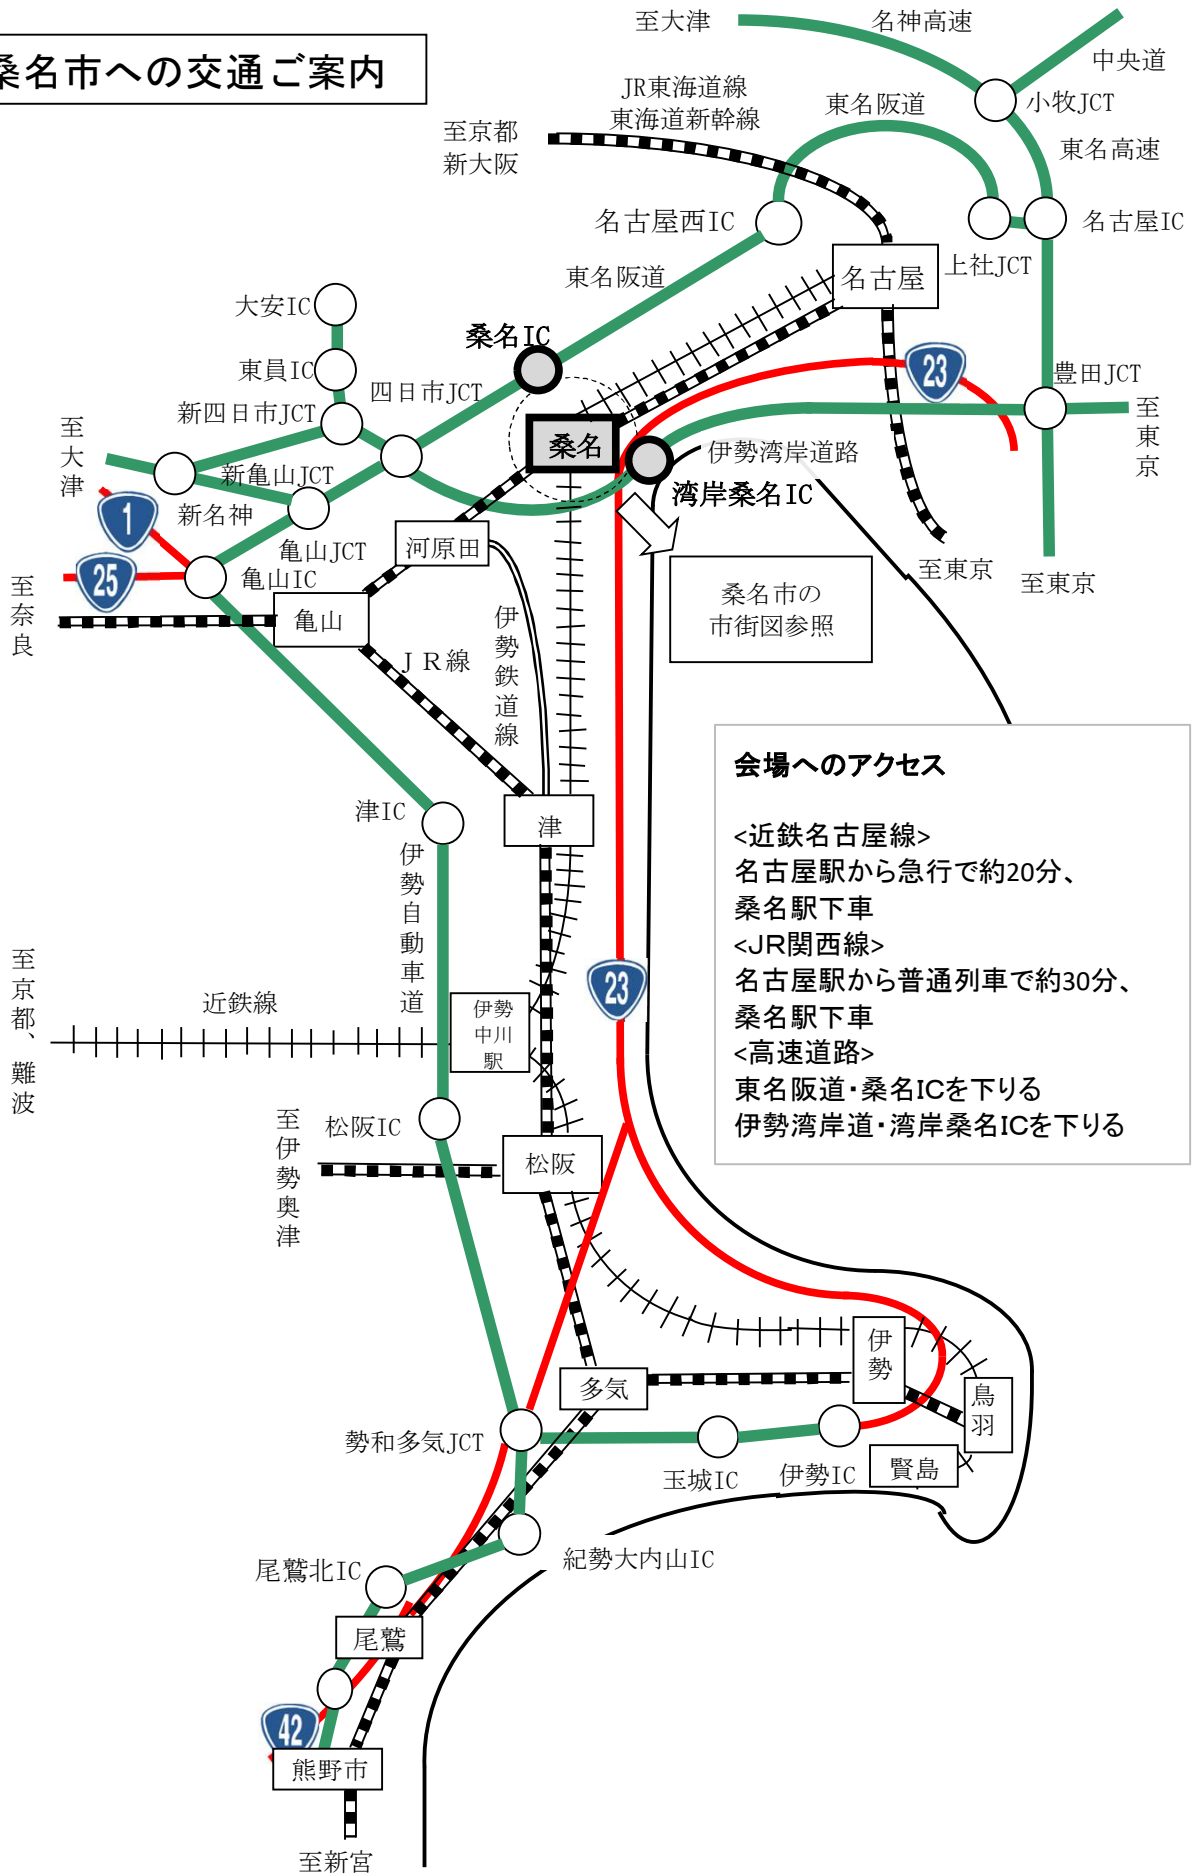 桑名市への交通ご案内
至大津
名神高速
中央道
小牧JCT
JR東海道線
東海道新幹線
東名阪道
東名高速
至京都
新大阪
名古屋西IC
名古屋IC
上社JCT
名古屋
東名阪道
大安IC
桑名IC
東員IC
四日市JCT
新四日市JCT
23
豊田JCT
至東京
至大津
桑名
伊勢湾岸道路
新亀山JCT
湾岸桑名IC
新名神
1
亀山JCT
河原田
25
亀山IC
至東京
至東京
至奈良
亀山
桑名市の
市街図参照
伊勢鉄道線
ＪＲ線
会場へのアクセス
<近鉄名古屋線>
名古屋駅から急行で約20分、
桑名駅下車
<JR関西線>
名古屋駅から普通列車で約30分、
桑名駅下車
<高速道路>
東名阪道・桑名ICを下りる
伊勢湾岸道・湾岸桑名ICを下りる
津IC
津
伊勢自動車道
至京都、難波
近鉄線
23
伊勢
中川
駅
至伊勢奥津
松阪IC
松阪
伊勢
多気
鳥羽
勢和多気JCT
玉城IC
伊勢IC
賢島
紀勢大内山IC
尾鷲北IC
尾鷲
42
熊野市
至新宮